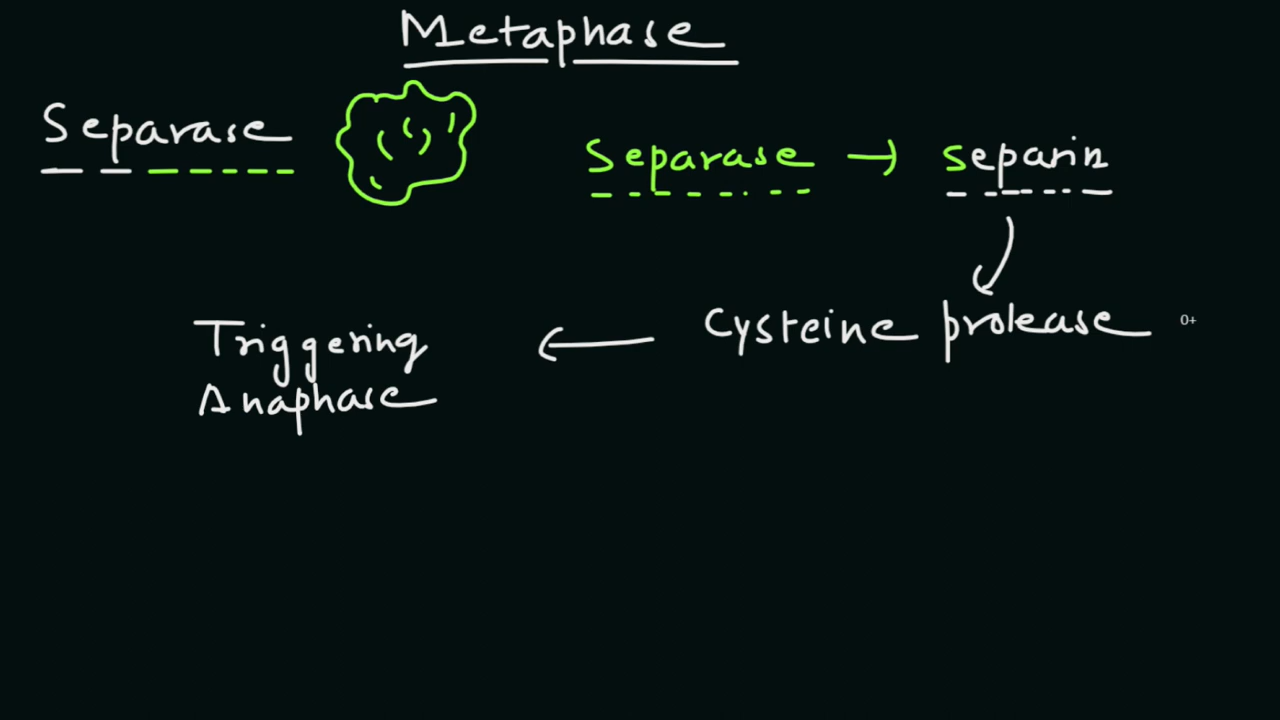 Metaphase
Separase
Separase → separin
Cysteine protease
Triggering ←
Anaphase